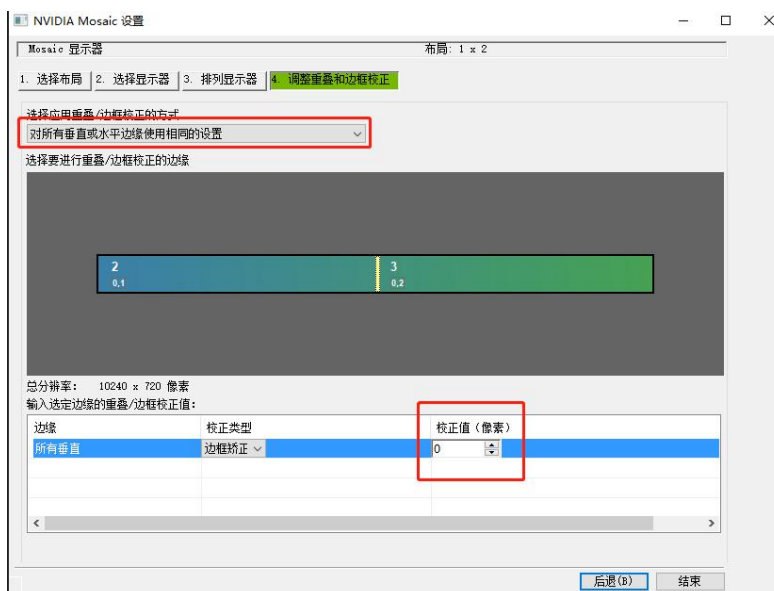 NVIDIA Mosaic 设置
Mosaic 显示器 布局: 1 x 2
1. 选择布局 2. 选择显示器 3. 排列显示器 4. 调整重叠和边框校正
选择应用重叠/边框校正的方式
对所有垂直或水平边缘使用相同的设置
选择要进行重叠/边框校正的边缘
2 3
0,1 0,2
总分辨率: 10240 x 720 像素
输入选定边缘的重叠/边框校正值:
边缘 校正类型 校正值(像素)
所有垂直 边框矫正 0
后退(B) 结束